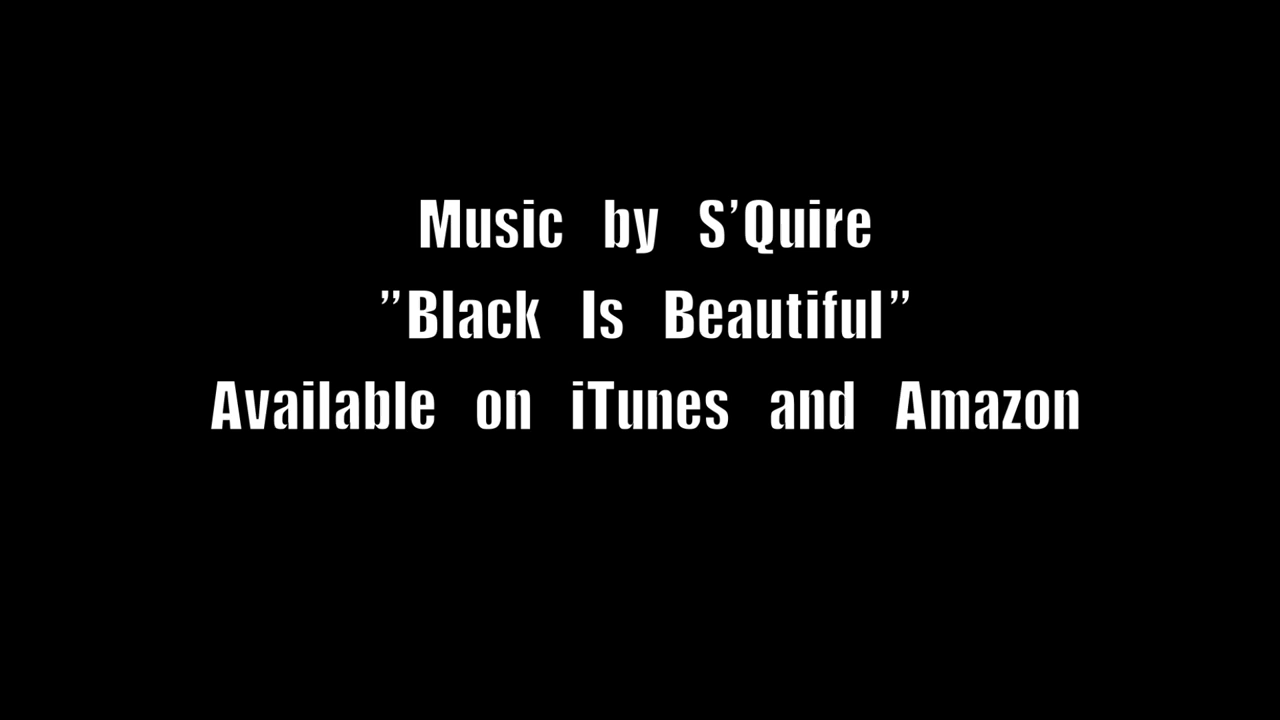 Music by S’Quire
”Black Is Beautiful”
Available on iTunes and Amazon